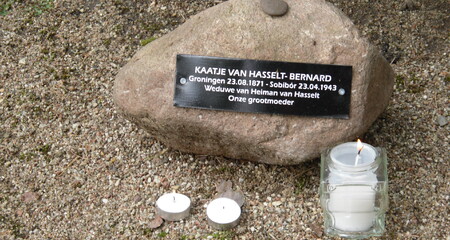 KAATJE VAN HASSELT- BERNARD
Groningen 23.08.1871 - Sobibór 23.04.1943
Weduwe van Heiman van Hasselt
Onze grootmoeder